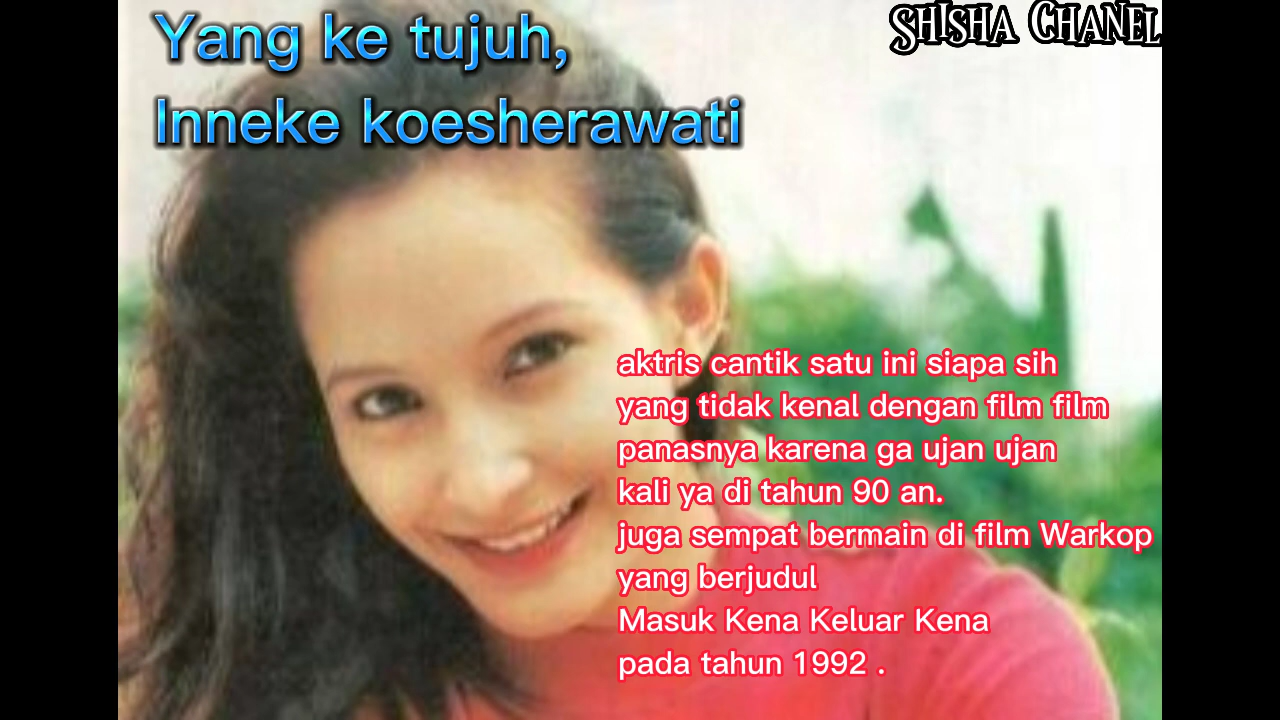 Yang ke tujuh,
SHISHA CHANEL
Inneke koesherawati
aktris cantik satu ini siapa sih
yang tidak kenal dengan film film
panasnya karena ga ujan ujan
kali ya di tahun 90 an.
juga sempat bermain di film Warkop
yang berjudul
Masuk Kena Keluar Kena
pada tahun 1992 .